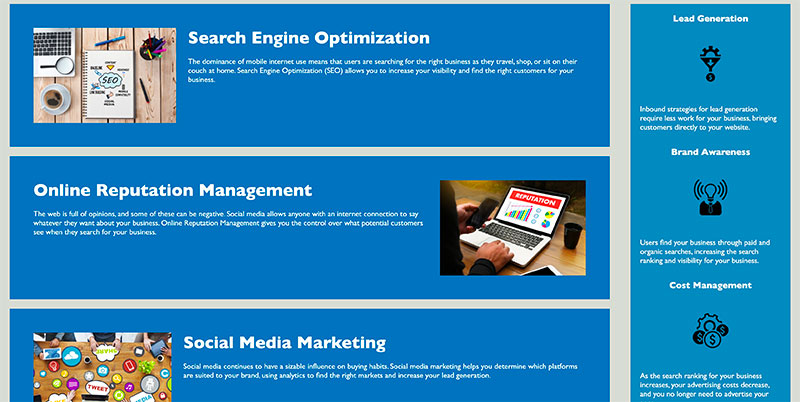 Search Engine Optimization
The dominance of mobile internet use means that users are searching for the right business as they travel, shop, or sit on their
couch at home. Search Engine Optimization (SEO) allows you to increase your visibility and find the right customers for your
business.
SEO
Online Reputation Management
The web is full of opinions, and some of these can be negative. Social media allows anyone with an internet connection to say
whatever they want about your business. Online Reputation Management gives you the control over what potential customers
see when they search for your business.
REPUTATION
Social Media Marketing
Social media continues to have a sizable influence on buying habits. Social media marketing helps you determine which platforms
are suited to your brand, using analytics to find the right markets and increase your lead generation.
SHARE
TWEET
MEDIA
Lead Generation
Inbound strategies for lead generation
require less work for your business, bringing
customers directly to your website.
Brand Awareness
Users find your business through paid and
organic searches, increasing the search
ranking and visibility for your business.
Cost Management
As the search ranking for your business
increases, your advertising costs decrease,
and you no longer need to advertise your